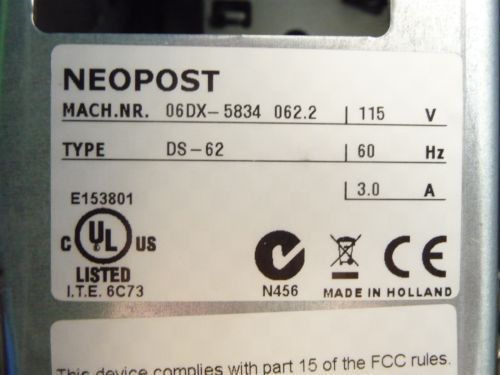 NEOPOST
MACH.NR. 06DX-5834 062.2 115 V
TYPE DS-62 60 Hz
3.0 A
E153801
C UL US
LISTED
I.T.E. 6C73
N456
CE
MADE IN HOLLAND
This device complies with part 15 of the FCC rules.